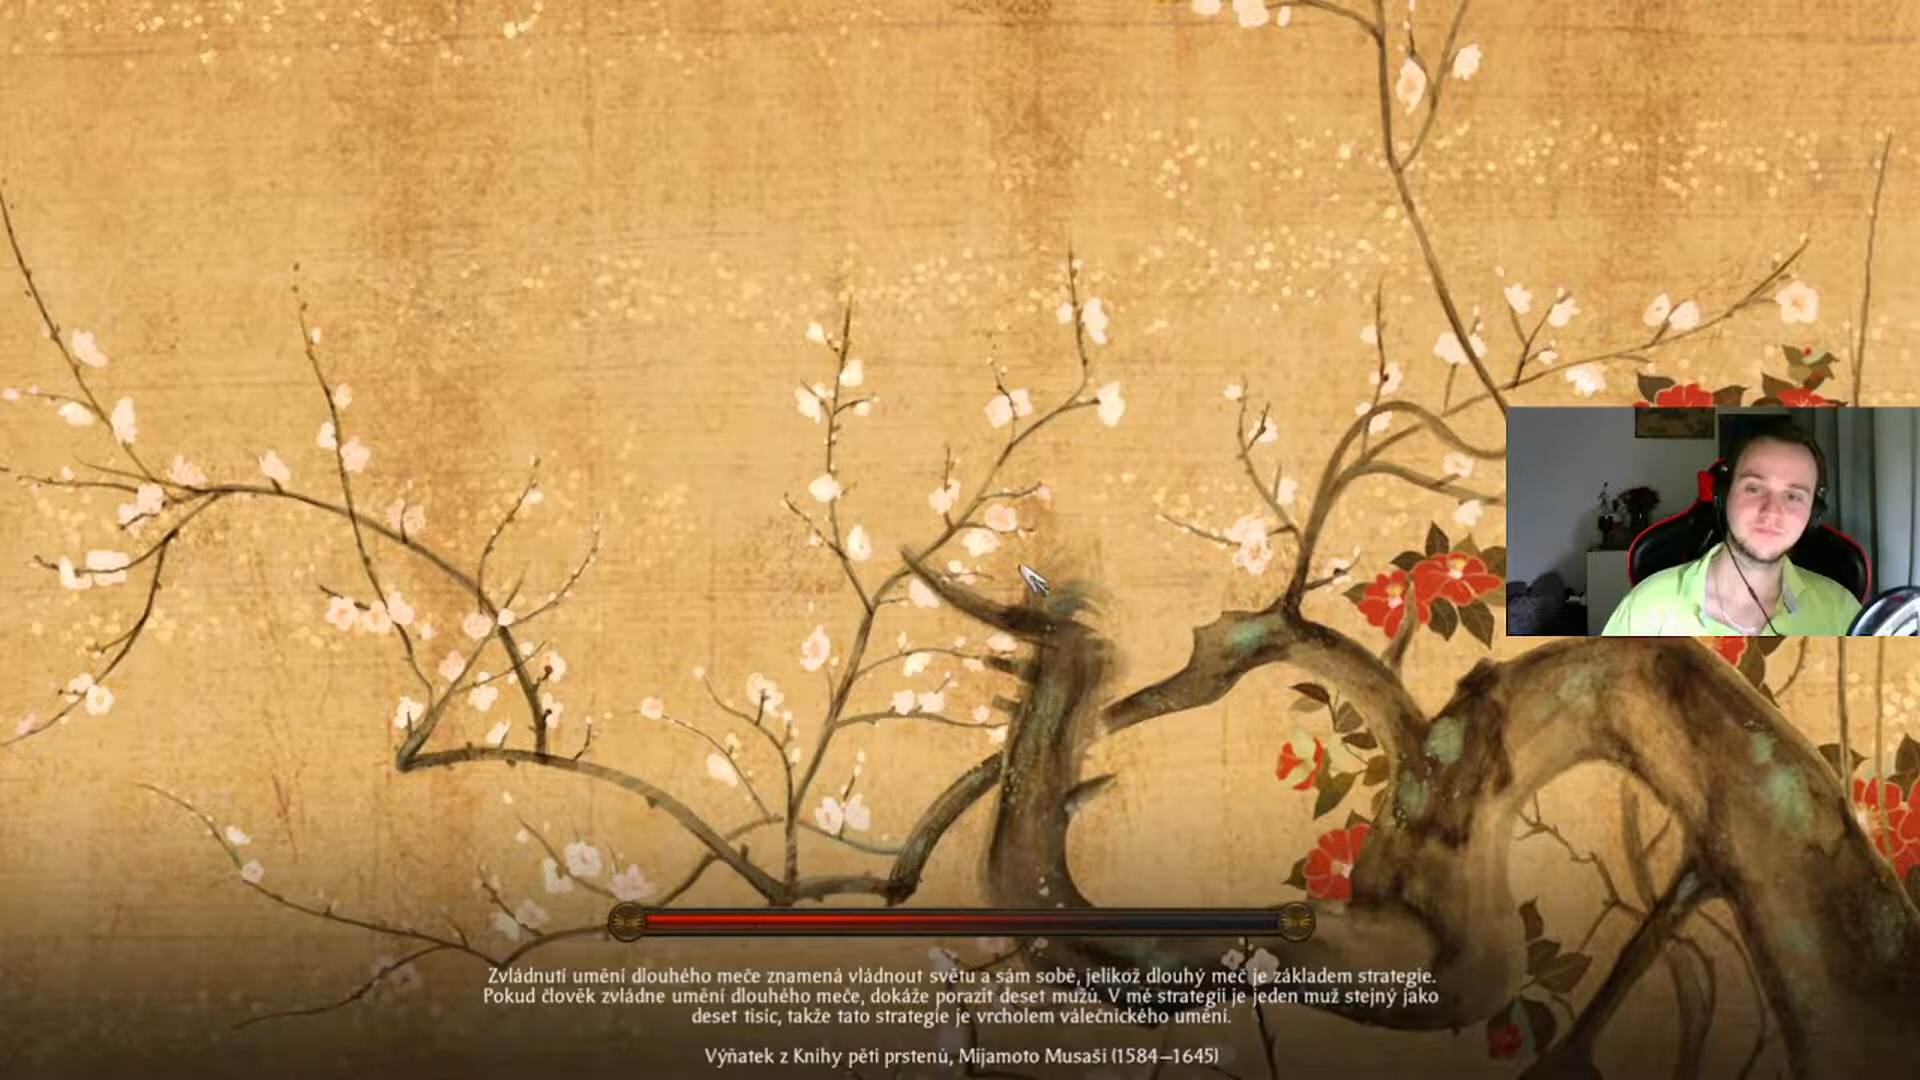 Zvládnutí umění dlouhého meče znamená vládnout světu a sám sobě, jelikož dlouhý meč je základem strategie.
Pokud člověk zvládne umění dlouhého meče, dokáže porazit deset mužů. V mé strategii je jeden muž stejný jako
deset tisíc, takže tato strategie je vrcholem válečnického umění.
Výňatek z Knihy pěti prstenů, Mijamoto Musaši (1584–1645)